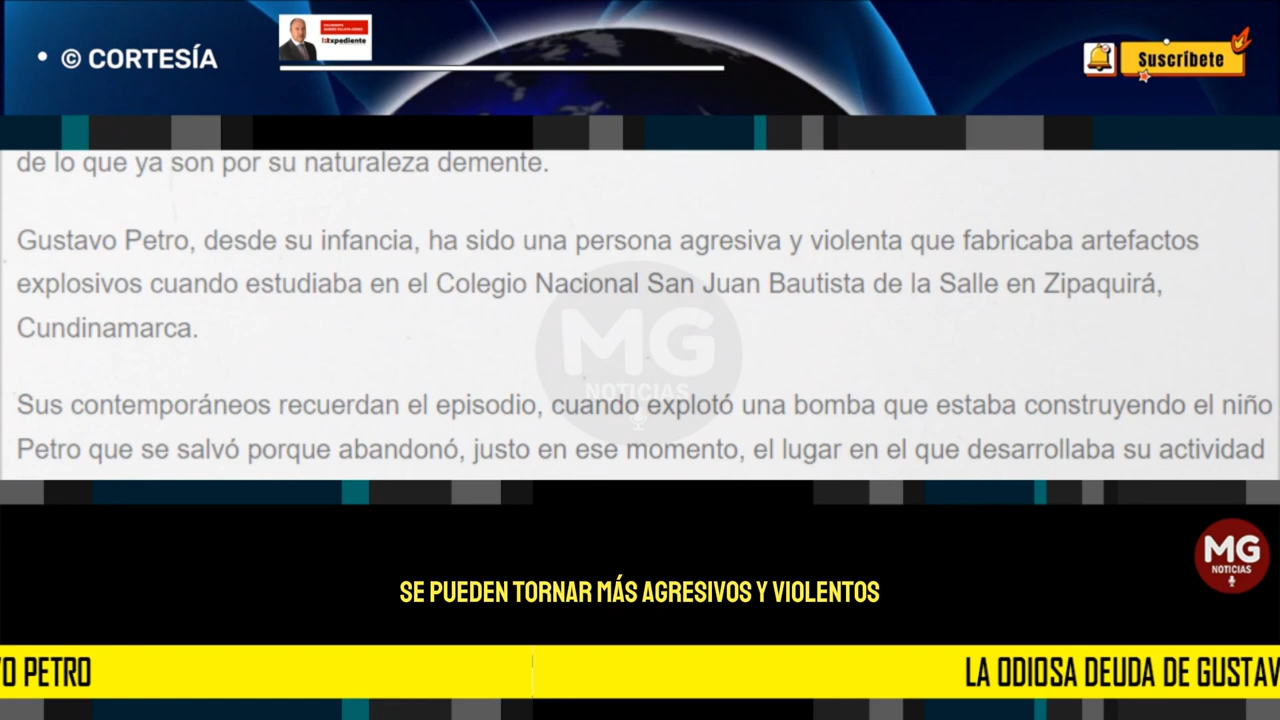 • © CORTESÍA
Expediente
Suscríbete
de lo que ya son por su naturaleza demente.
Gustavo Petro, desde su infancia, ha sido una persona agresiva y violenta que fabricaba artefactos
explosivos cuando estudiaba en el Colegio Nacional San Juan Bautista de la Salle en Zipaquirá,
Cundinamarca.
Sus contemporáneos recuerdan el episodio, cuando explotó una bomba que estaba construyendo el niño
Petro que se salvó porque abandonó, justo en ese momento, el lugar en el que desarrollaba su actividad
MG
NOTICIAS
MG
NOTICIAS
SE PUEDEN TORNAR MÁS AGRESIVOS Y VIOLENTOS
VO PETRO
LA ODIOSA DEUDA DE GUSTAV